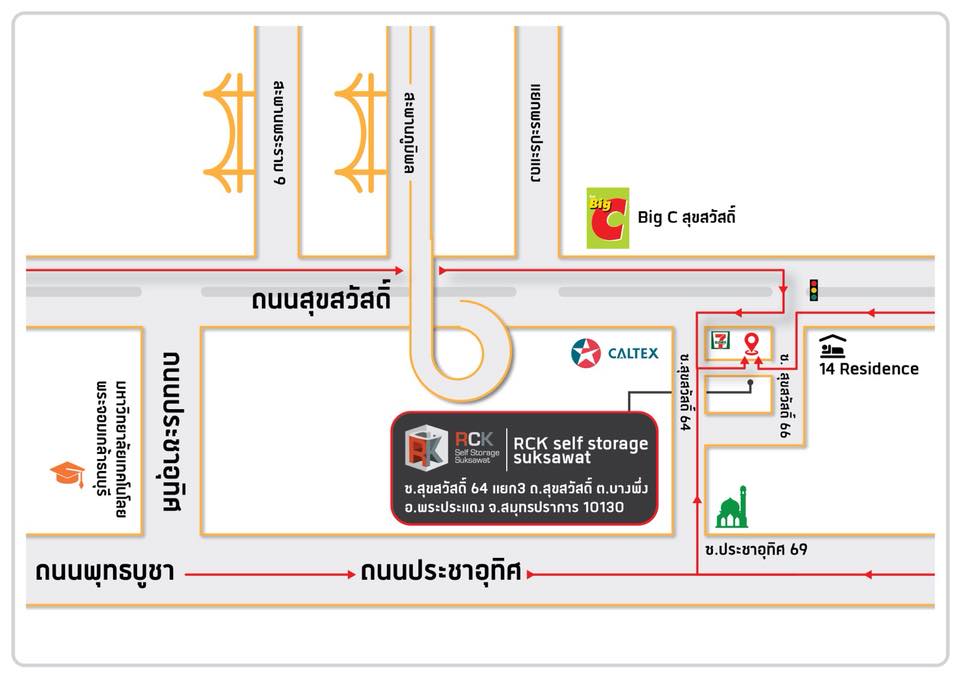 สะพานพระราม 9
สะพานภูมิพล
แยกพระประแดง
Big C
Big C สุขสวัสดิ์
ถนนสุขสวัสดิ์
7
ELEVEN
CALTEX
14 Residence
ซ.สุขสวัสดิ์ 64
ซ. สุขสวัสดิ์ 66
ถนนประชาอุทิศ
มหาวิทยาลัยเทคโนโลยี
พระจอมเกล้าธนบุรี
RCK
Self Storage
Suksawat
RCK self storage
suksawat
ซ.สุขสวัสดิ์ 64 แยก3 ถ.สุขสวัสดิ์ ต.บางพึ่ง
อ.พระประแดง จ.สมุทรปราการ 10130
ซ.ประชาอุทิศ 69
ถนนพุทธบูชา
ถนนประชาอุทิศ